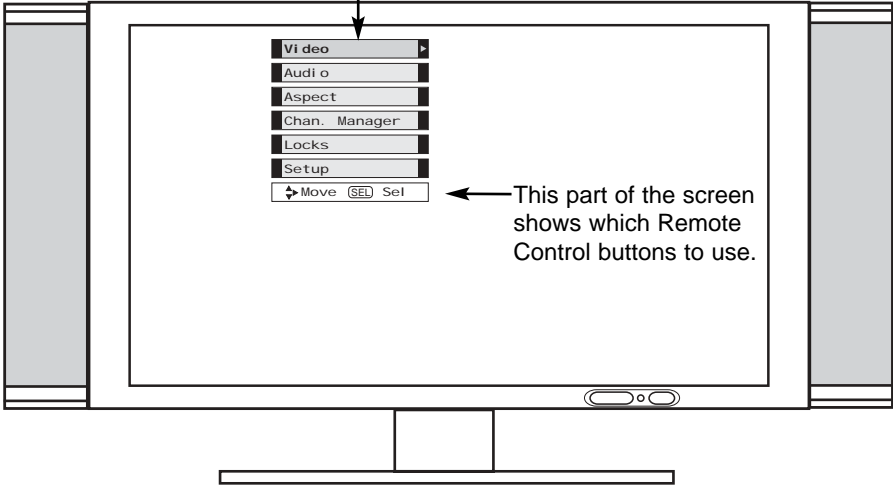 Video
Audio
Aspect
Chan. Manager
Locks
Setup
Move SEL Sel
This part of the screen
shows which Remote
Control buttons to use.